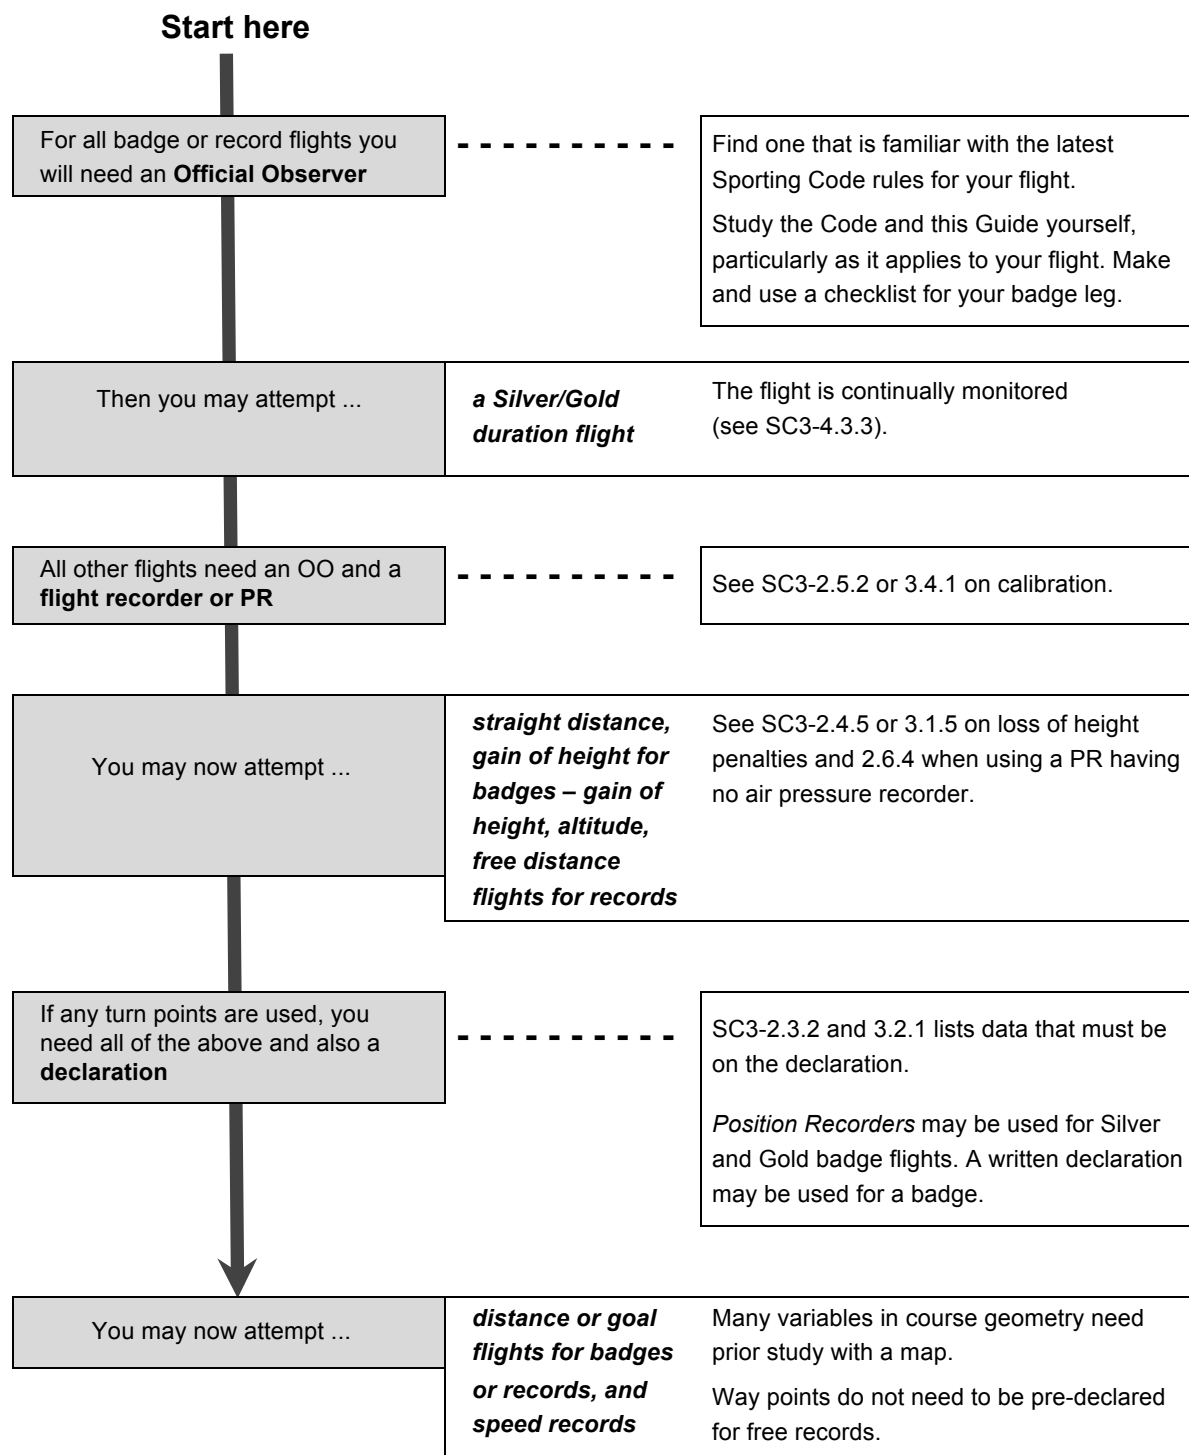 Start here
For all badge or record flights you
will need an Official Observer
- - - - - - - - - -
Find one that is familiar with the latest
Sporting Code rules for your flight.
Study the Code and this Guide yourself,
particularly as it applies to your flight. Make
and use a checklist for your badge leg.
Then you may attempt ...
a Silver/Gold
duration flight
The flight is continually monitored
(see SC3-4.3.3).
All other flights need an OO and a
flight recorder or PR
- - - - - - - - - -
See SC3-2.5.2 or 3.4.1 on calibration.
You may now attempt ...
straight distance,
gain of height for
badges – gain of
height, altitude,
free distance
flights for records
See SC3-2.4.5 or 3.1.5 on loss of height
penalties and 2.6.4 when using a PR having
no air pressure recorder.
If any turn points are used, you
need all of the above and also a
declaration
- - - - - - - - - -
SC3-2.3.2 and 3.2.1 lists data that must be
on the declaration.
Position Recorders may be used for Silver
and Gold badge flights. A written declaration
may be used for a badge.
You may now attempt ...
distance or goal
flights for badges
or records, and
speed records
Many variables in course geometry need
prior study with a map.
Way points do not need to be pre-declared
for free records.